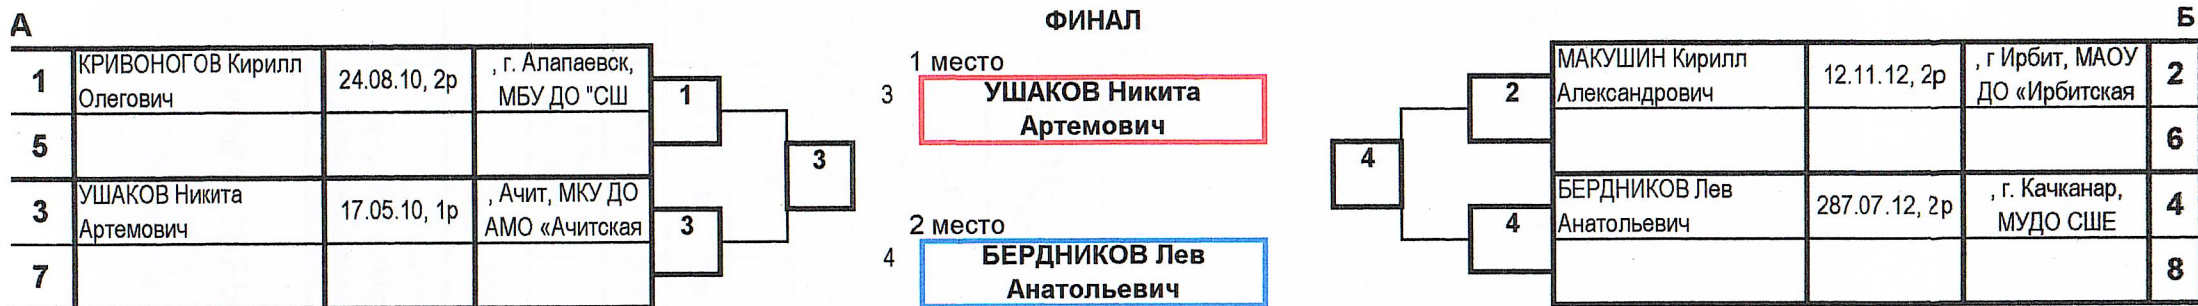 А
ФИНАЛ
Б
1
КРИВОНОГОВ Кирилл
Олегович
24.08.10, 2р
, г. Алапаевск,
МБУ ДО "СШ
5
3
УШАКОВ Никита
Артемович
17.05.10, 1р
, Ачит, МКУ ДО
АМО «Ачитская
7
1
3
3
1 место
3
УШАКОВ Никита
Артемович
2 место
4
БЕРДНИКОВ Лев
Анатольевич
4
2
4
МАКУШИН Кирилл
Александрович
12.11.12, 2р
, г Ирбит, МАОУ
ДО «Ирбитская
2
6
БЕРДНИКОВ Лев
Анатольевич
287.07.12, 2р
, г. Качканар,
МУДО СШЕ
4
8